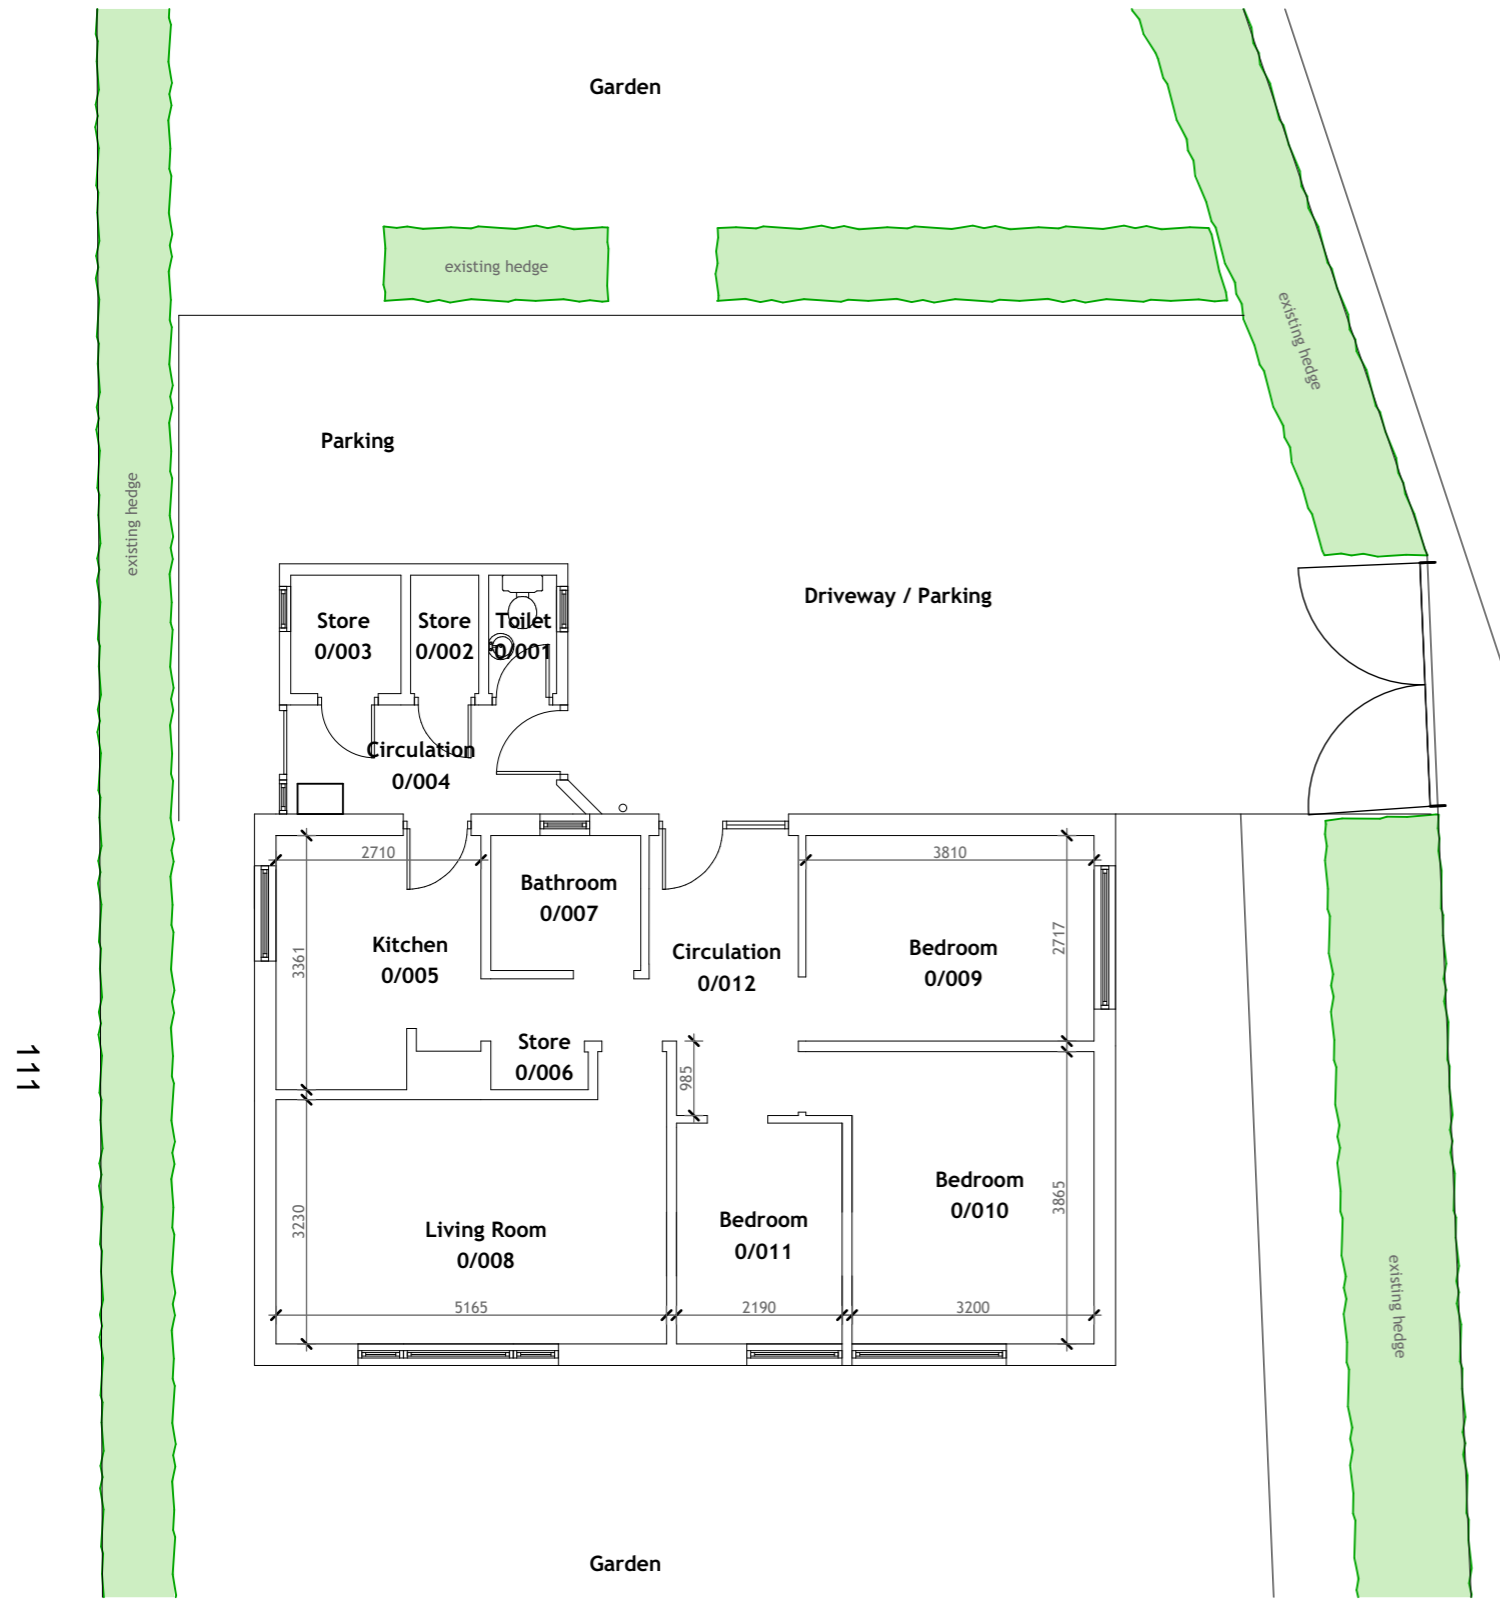 Garden
existing hedge
existing hedge
Parking
existing hedge
Driveway / Parking
Store
0/003
Store
0/002
Toilet
0/001
Circulation
0/004
2710
3810
Bathroom
0/007
Kitchen
0/005
3361
Circulation
0/012
Bedroom
0/009
2717
Store
0/006
985
111
Living Room
0/008
3230
5165
Bedroom
0/011
2190
Bedroom
0/010
3865
3200
existing hedge
Garden